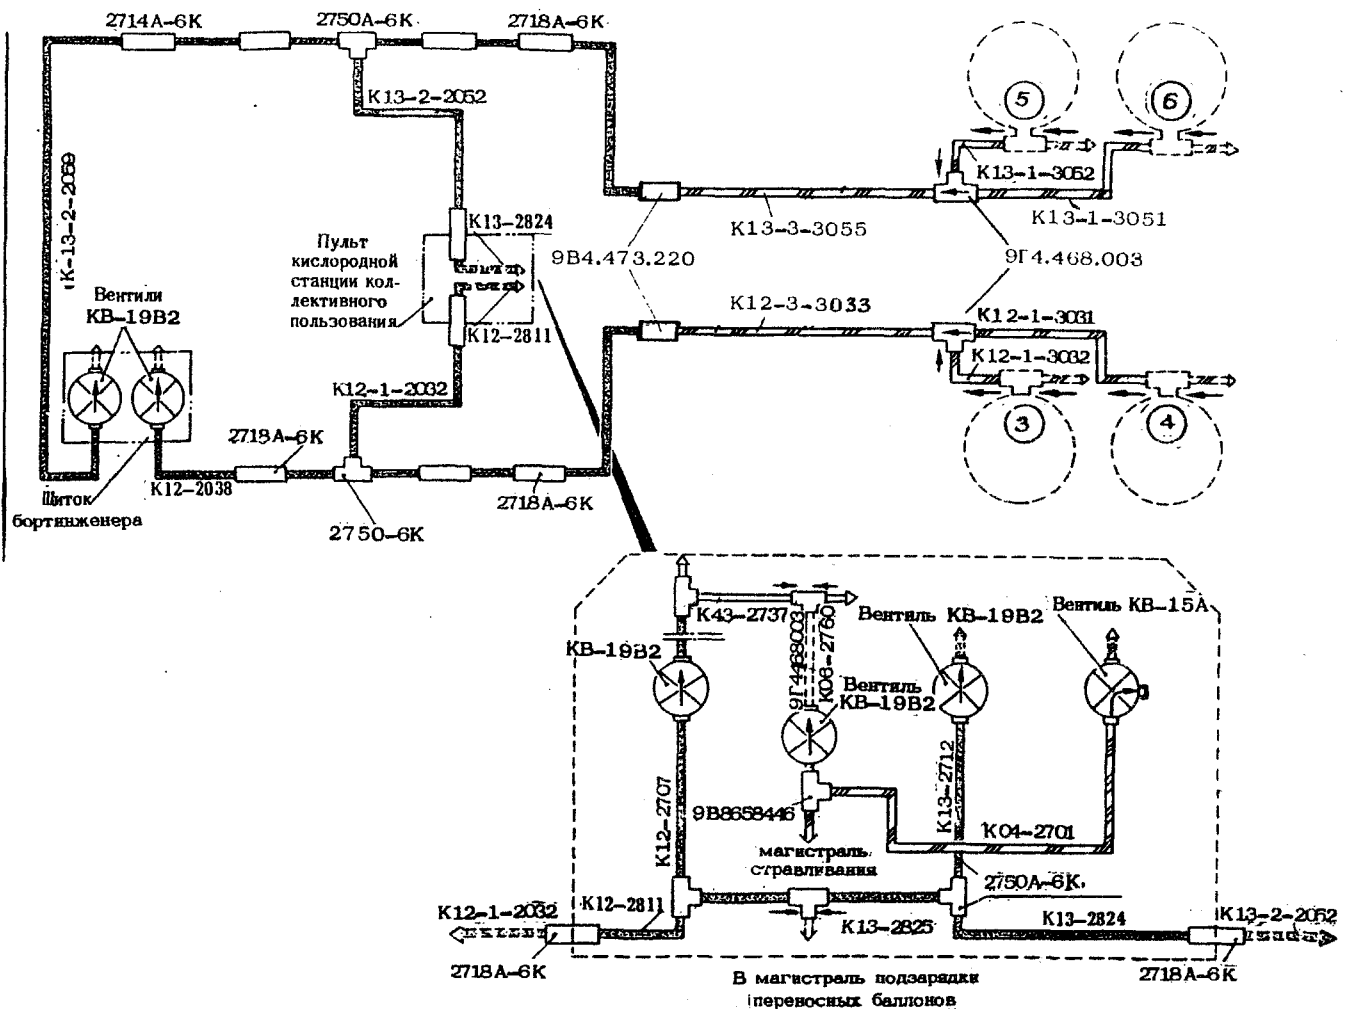 2714А-6К
2750А-6К
2718А-6К
К13-2-2052
5
6
К13-1-3052
К13-1-3051
К13-3-3055
К-13-2-2059
К13-2824
Пульт
кислородной
станции кол-
лективного
пользования
9В4.473.220
9Г4.468.003
Вентили
КВ-19В2
К12-3-3033
К12-1-3031
К12-2811
К12-1-3032
К12-1-2032
3
4
2718А-6К
К12-2038
2718А-6К
Щиток
бортинженера
2750-6К
К43-2737
9Г4468003
К06-2760
Вентиль КВ-19В2
Вентиль КВ-15А
КВ-19В2
Вентиль
КВ-19В2
К12-2707
К13-2712
9В8658446
К04-2701
магистраль
стравливания
2750А-6К
К12-1-2032
К12-2811
К13-2825
К13-2824
К13-2-2052
2718А-6К
2718А-6К
В магистраль подзарядки
переносных баллонов